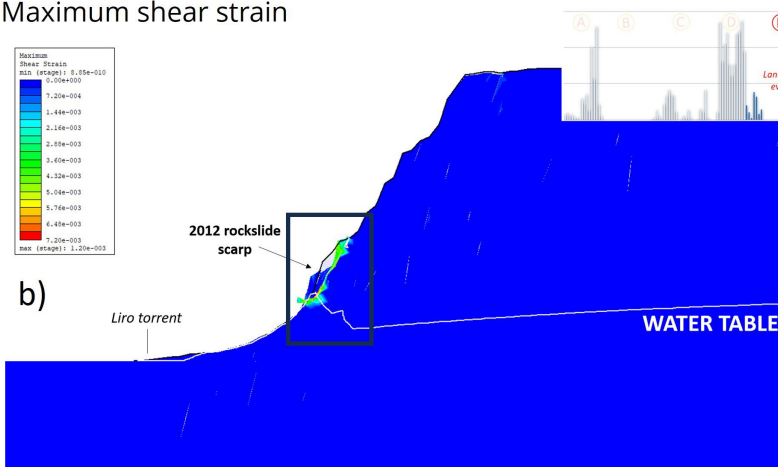 Maximum shear strain
Maximum
Shear Strain
min (stage): 8.85e-010
0.00e+000
7.20e-004
1.44e-003
2.16e-003
2.88e-003
3.60e-003
4.32e-003
5.04e-003
5.76e-003
6.48e-003
7.20e-003
max (stage): 1.20e-003
A B C D
2012 rockslide
scarp
b)
Liro torrent
WATER TABLE